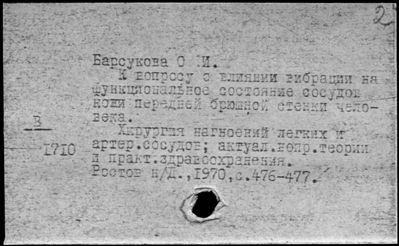 2
Барсукова О.И.
К вопросу о влиянии вибрации на
функциональное состояние сосудов
кожи передней брюшной стенки чело-
века.
Хирургия нагноений легких и
артер.сосудов; актуал.вопр.теории
и практ.здравоохранения.
Ростов н/Д.,1970,с.476-477.
В
1710